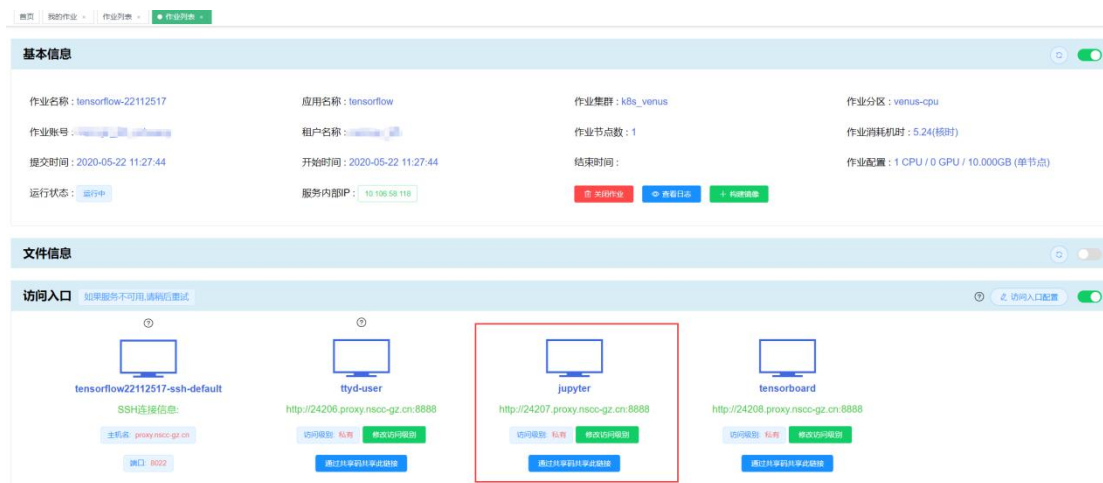 首页 我的作业 × 作业列表 × ● 作业列表 ×
基本信息
作业名称 : tensorflow-22112517 应用名称 : tensorflow 作业集群 : k8s_venus 作业分区 : venus-cpu
作业账号 : 租户名称 : 作业节点数 : 1 作业消耗机时 : 5.24(核时)
提交时间 : 2020-05-22 11:27:44 开始时间 : 2020-05-22 11:27:44 结束时间 : 作业配置 : 1 CPU / 0 GPU / 10.000GB (单节点)
运行状态 : 运行中 服务内部IP : 10.106.58.118 关闭作业 查看日志 + 构建镜像
文件信息
访问入口 如果服务不可用,请稍后重试 访问入口配置
tensorflow22112517-ssh-default ttyd-user jupyter tensorboard
SSH连接信息: http://24206.proxy.nscc-gz.cn:8888 http://24207.proxy.nscc-gz.cn:8888 http://24208.proxy.nscc-gz.cn:8888
主机名: proxy.nscc-gz.cn 访问级别: 私有 修改访问级别 访问级别: 私有 修改访问级别 访问级别: 私有 修改访问级别
端口: 8022 通过共享码共享此链接 通过共享码共享此链接 通过共享码共享此链接